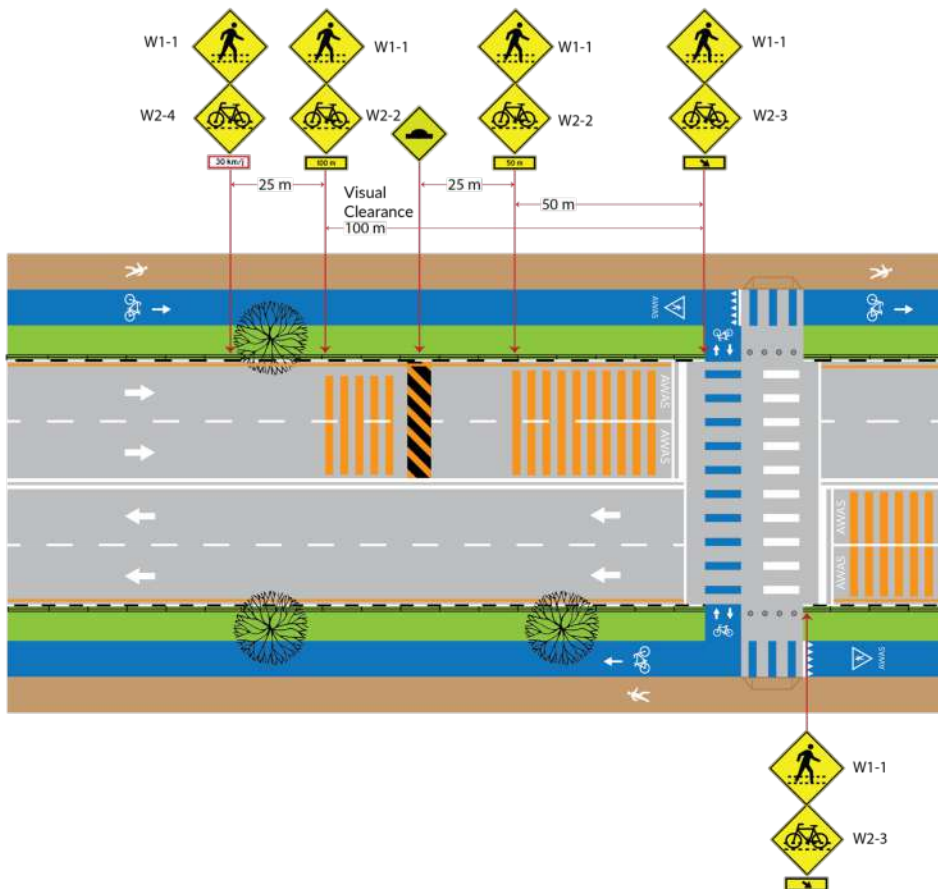 W1-1
W1-1
W1-1
W1-1
W2-4
W2-2
W2-2
W2-3
30 km/j
100 m
50 m
25 m
25 m
Visual
Clearance
50 m
100 m
AWAS
AWAS
AWAS
AWAS
AWAS
AWAS
W1-1
W2-3